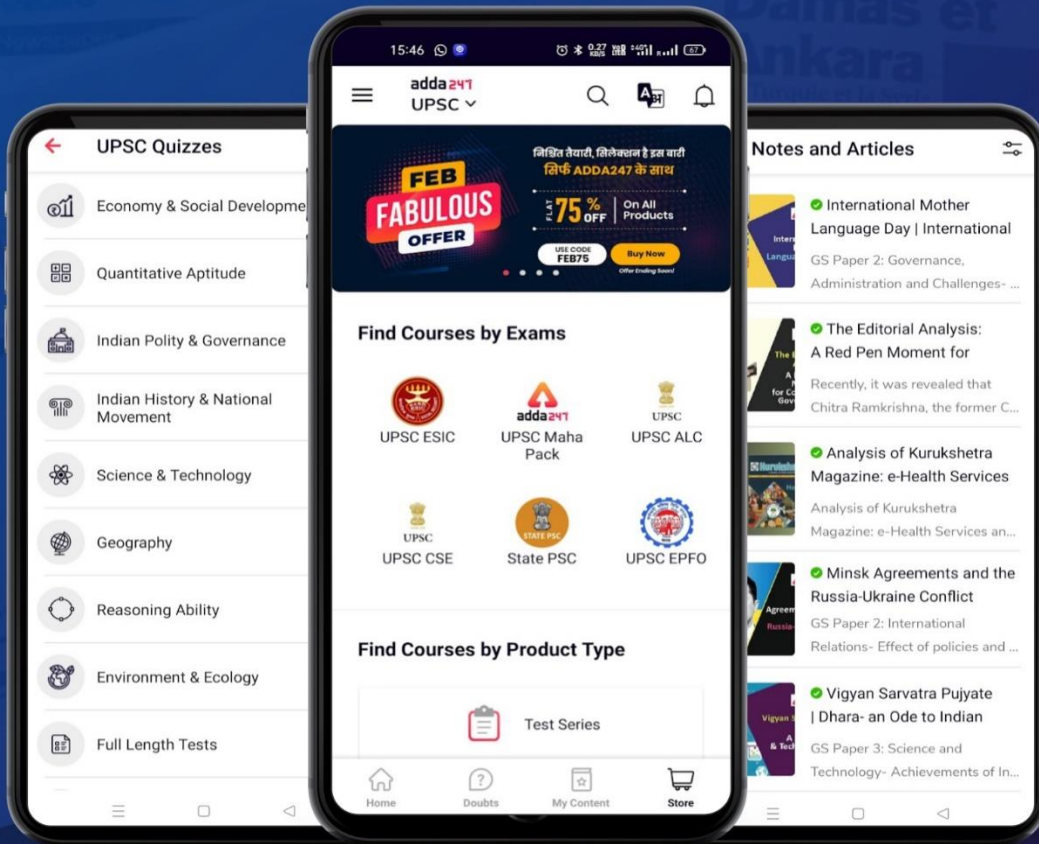 Damas et
Ankara
UPSC Quizzes
Economy & Social Developme
Quantitative Aptitude
Indian Polity & Governance
Indian History & National
Movement
Science & Technology
Geography
Reasoning Ability
Environment & Ecology
Full Length Tests
15:46
0.27
KB/S
67
adda247
UPSC
निश्चित तैयारी, सिलेक्शन है इस बारी
सिर्फ ADDA247 के साथ
FEB
FABULOUS
OFFER
FLAT 75% OFF
On All
Products
USE CODE
FEB75
Buy Now
Offer Ending Soon!
Find Courses by Exams
UPSC ESIC
adda247
UPSC Maha
Pack
UPSC
UPSC ALC
UPSC
UPSC CSE
STATE PSC
State PSC
UPSC EPFO
Find Courses by Product Type
Test Series
Home
Doubts
My Content
Store
Notes and Articles
International Mother
Language Day | International
GS Paper 2: Governance,
Administration and Challenges- ...
The Editorial Analysis:
A Red Pen Moment for
Recently, it was revealed that
Chitra Ramkrishna, the former C...
Analysis of Kurukshetra
Magazine: e-Health Services
Analysis of Kurukshetra
Magazine: e-Health Services an...
Minsk Agreements and the
Russia-Ukraine Conflict
GS Paper 2: International
Relations- Effect of policies and ...
Vigyan Sarvatra Pujyate
| Dhara- an Ode to Indian
GS Paper 3: Science and
Technology- Achievements of In...